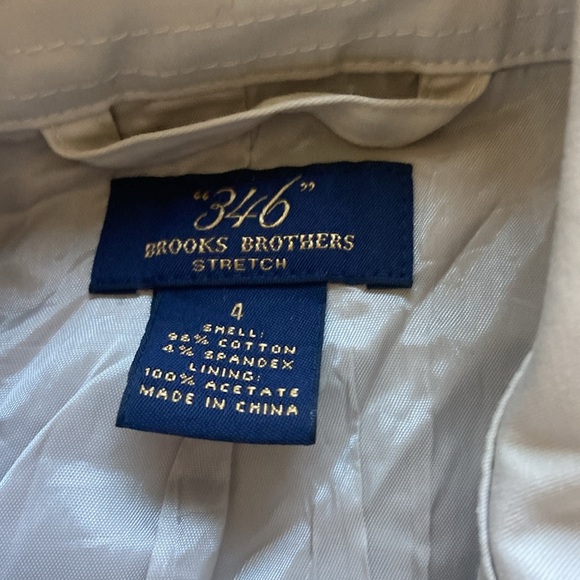 "346"
BROOKS BROTHERS
STRETCH
4
SHELL:
96% COTTON
4% SPANDEX
LINING:
100% ACETATE
MADE IN CHINA